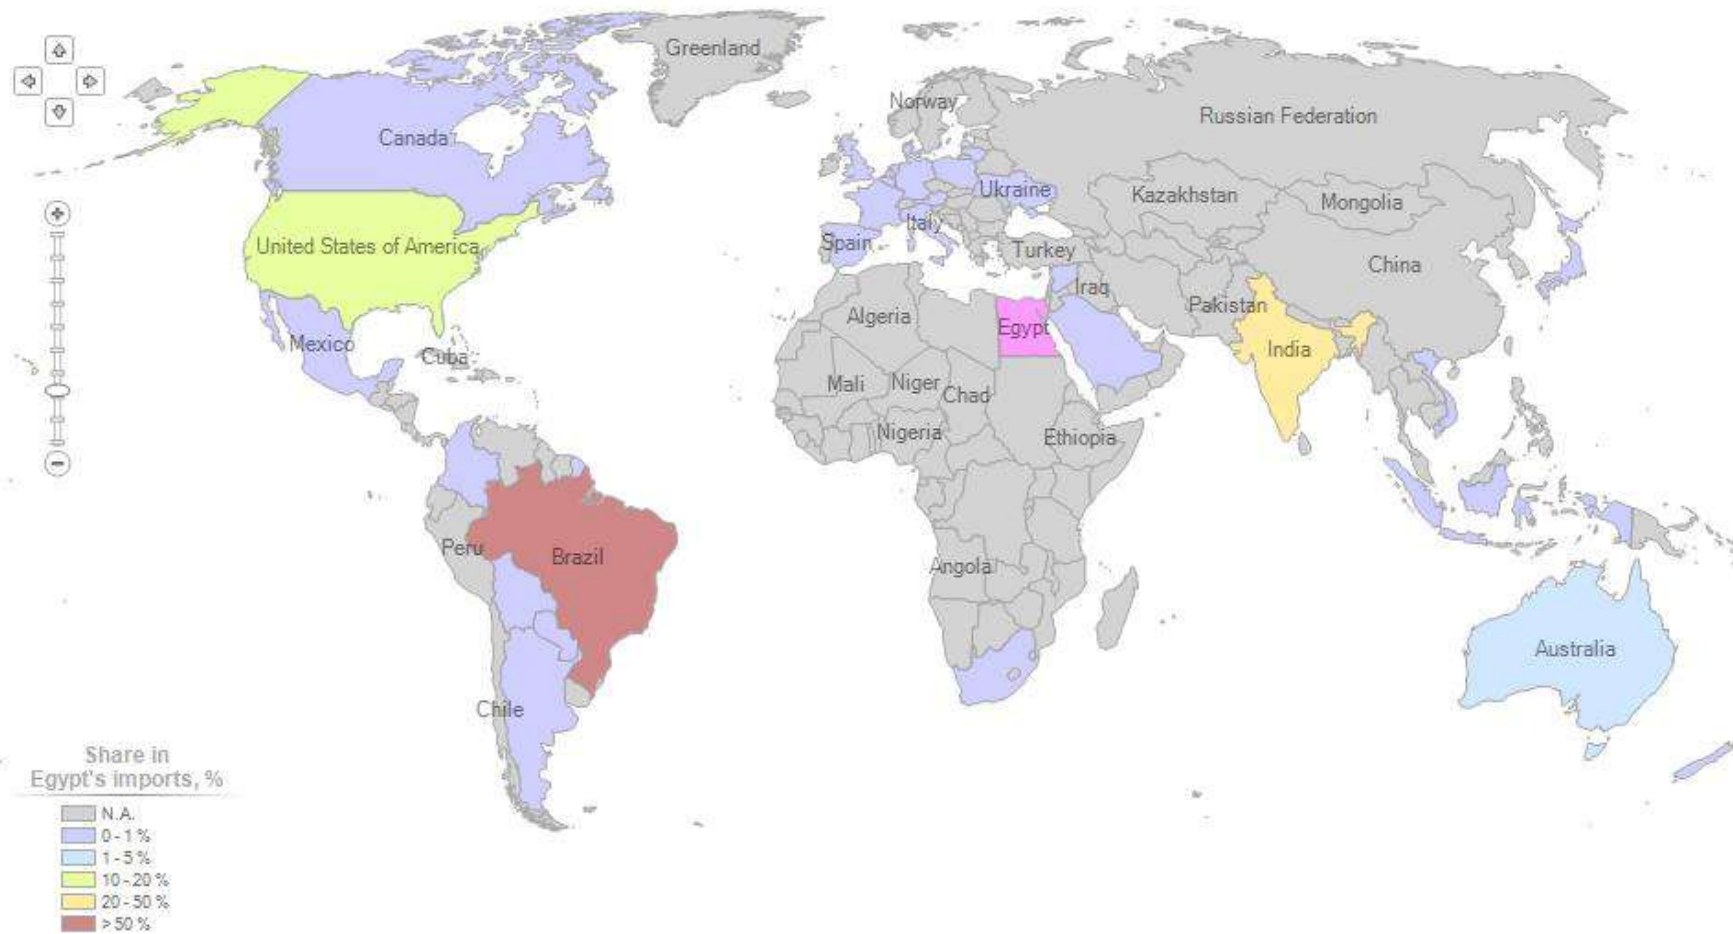 Greenland
Norway
Russian Federation
Canada
Ukraine
Kazakhstan
Mongolia
Italy
United States of America
Spain
Turkey
China
Iraq
Pakistan
Algeria
Egypt
Mexico
Cuba
India
Mali
Niger
Chad
Nigeria
Ethiopia
Peru
Brazil
Angola
Australia
Chile
Share in
Egypt's imports, %
N.A.
0 - 1 %
1 - 5 %
10 - 20 %
20 - 50 %
> 50 %